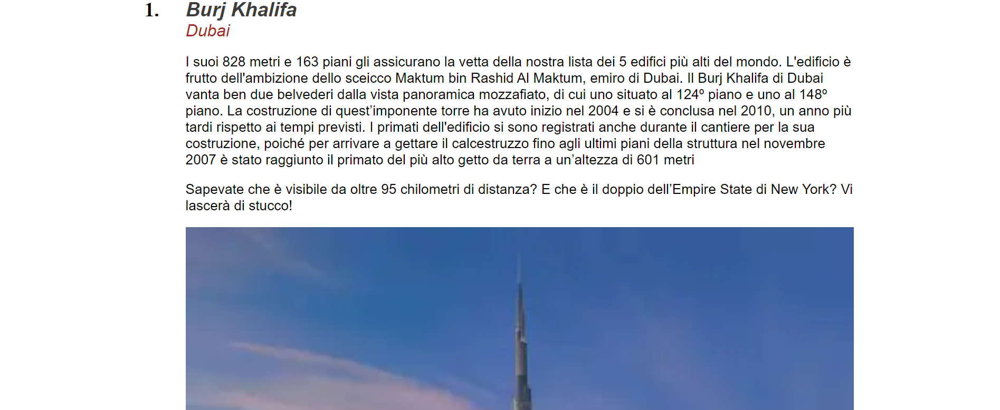 1. Burj Khalifa
Dubai
I suoi 828 metri e 163 piani gli assicurano la vetta della nostra lista dei 5 edifici più alti del mondo. L'edificio è
frutto dell'ambizione dello sceicco Maktum bin Rashid Al Maktum, emiro di Dubai. Il Burj Khalifa di Dubai
vanta ben due belvederi dalla vista panoramica mozzafiato, di cui uno situato al 124º piano e uno al 148º
piano. La costruzione di quest’imponente torre ha avuto inizio nel 2004 e si è conclusa nel 2010, un anno più
tardi rispetto ai tempi previsti. I primati dell'edificio si sono registrati anche durante il cantiere per la sua
costruzione, poiché per arrivare a gettare il calcestruzzo fino agli ultimi piani della struttura nel novembre
2007 è stato raggiunto il primato del più alto getto da terra a un’altezza di 601 metri
Sapevate che è visibile da oltre 95 chilometri di distanza? E che è il doppio dell’Empire State di New York? Vi
lascerà di stucco!